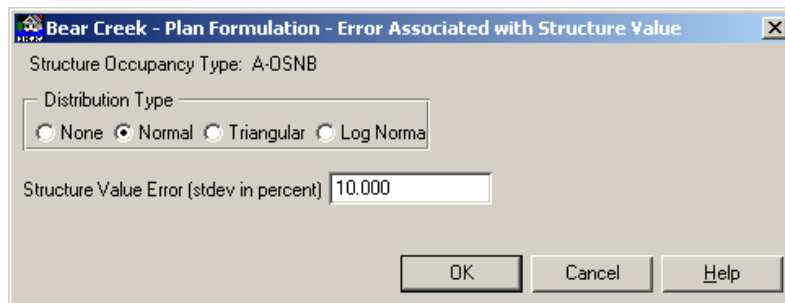 Bear Creek - Plan Formulation - Error Associated with Structure Value
Structure Occupancy Type: A-OSNB
Distribution Type
None Normal Triangular Log Norma
Structure Value Error (stdev in percent) 10.000
OK Cancel Help